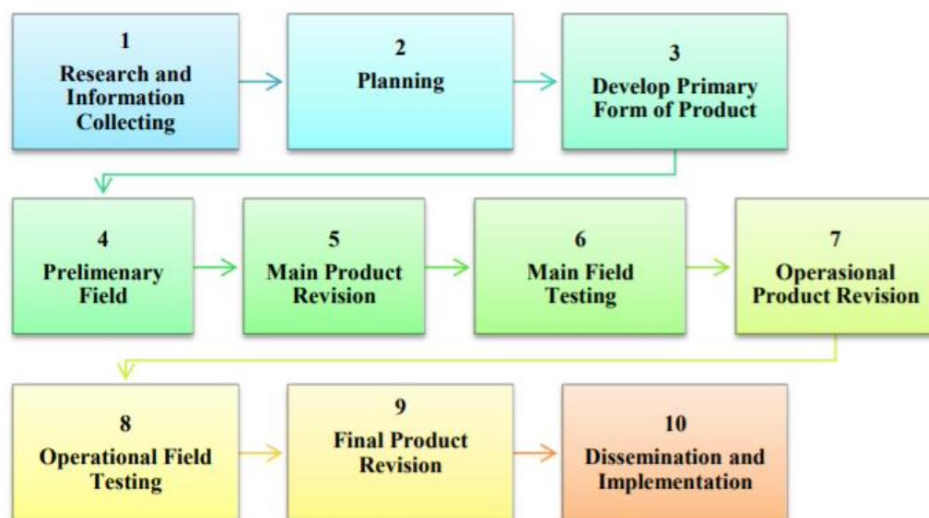 1
Research and
Information
Collecting
2
Planning
3
Develop Primary
Form of Product
4
Prelimenary
Field
5
Main Product
Revision
6
Main Field
Testing
7
Operasional
Product Revision
8
Operational Field
Testing
9
Final Product
Revision
10
Dissemination and
Implementation